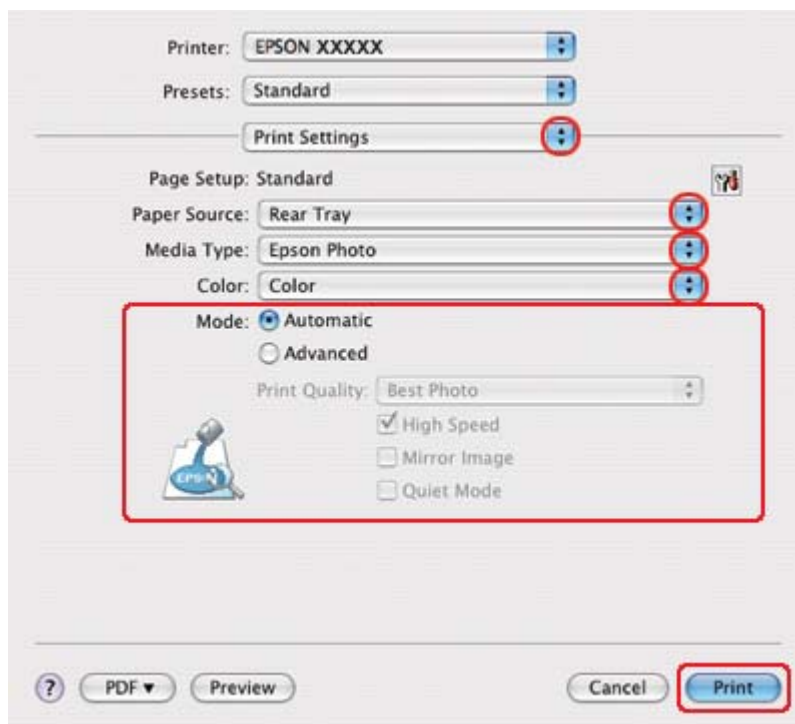 Printer: EPSON XXXXX
Presets: Standard
Print Settings
Page Setup: Standard
Paper Source: Rear Tray
Media Type: Epson Photo
Color: Color
Mode: Automatic
Advanced
Print Quality: Best Photo
High Speed
Mirror Image
Quiet Mode
EPSON
? PDF▼ Preview Cancel Print